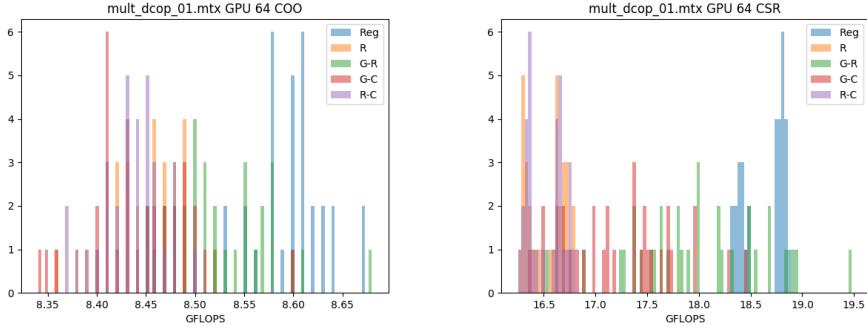 mult_dcop_01.mtx GPU 64 COO
6
5
4
3
2
1
0
8.35 8.40 8.45 8.50 8.55 8.60 8.65
GFLOPS
Reg
R
G-R
G-C
R-C
mult_dcop_01.mtx GPU 64 CSR
6
5
4
3
2
1
0
16.5 17.0 17.5 18.0 18.5 19.0 19.5
GFLOPS
Reg
R
G-R
G-C
R-C